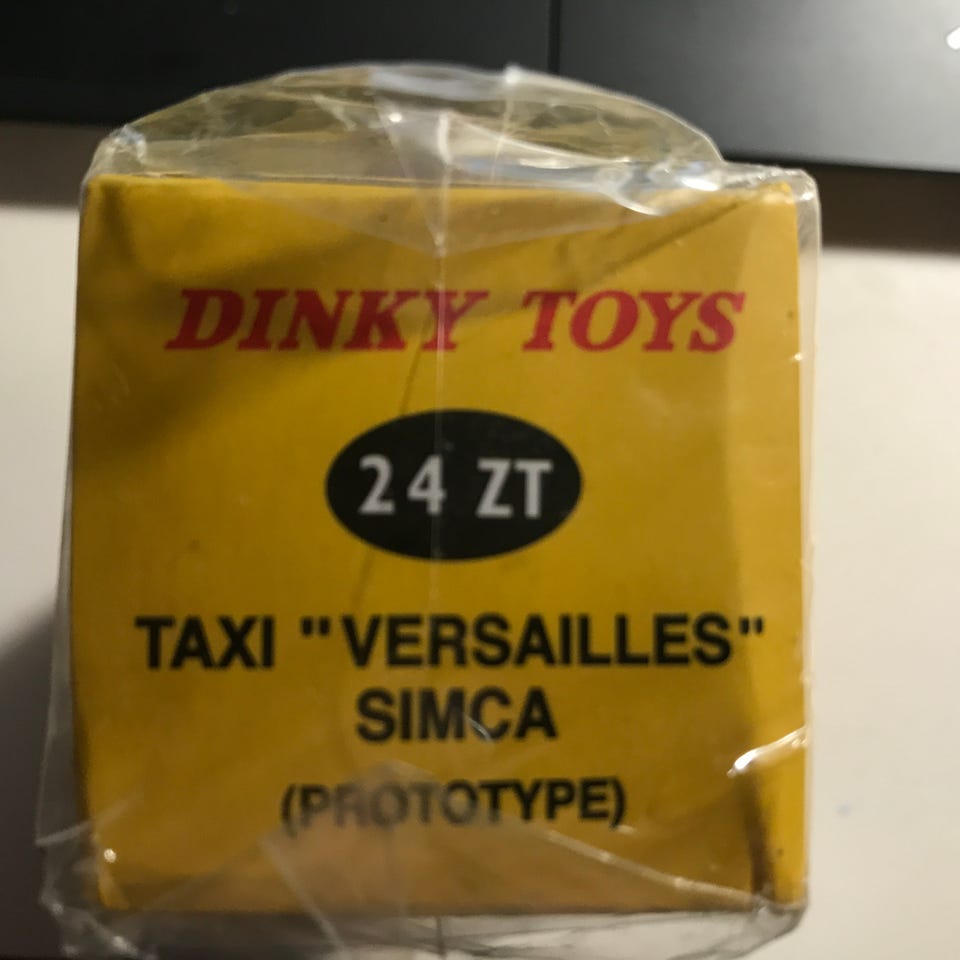 DINKY TOYS
24 ZT
TAXI "VERSAILLES"
SIMCA
(PROTOTYPE)